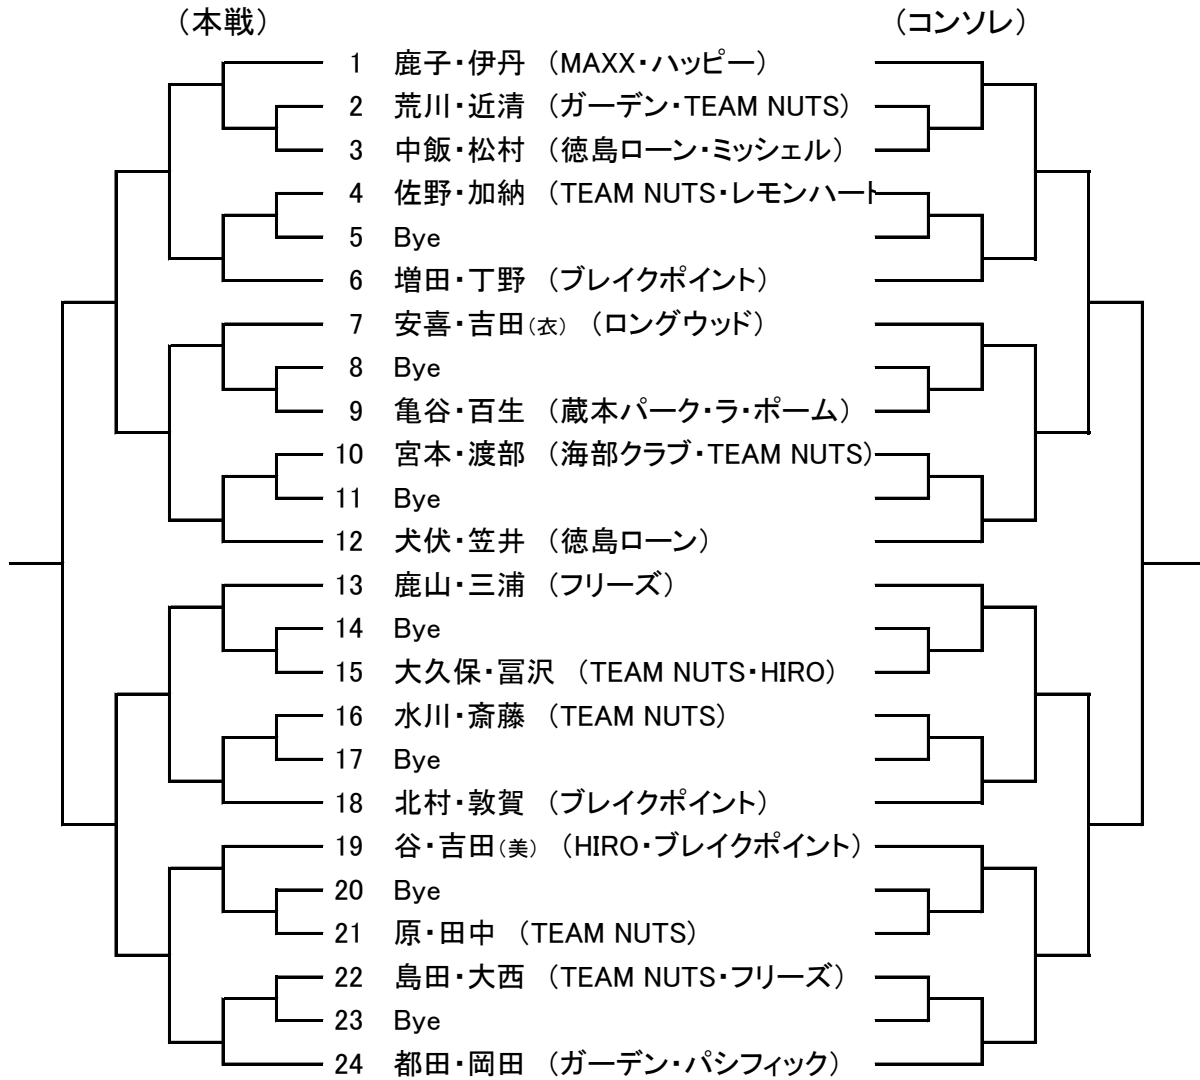 （本戦） （コンソレ）
1 鹿子・伊丹 （MAXX・ハッピー）
2 荒川・近清 （ガーデン・TEAM NUTS）
3 中飯・松村 （徳島ローン・ミッシェル）
4 佐野・加納 （TEAM NUTS・レモンハート
5 Bye
6 増田・丁野 （ブレイクポイント）
7 安喜・吉田（衣） （ロングウッド）
8 Bye
9 亀谷・百生 （蔵本パーク・ラ・ポーム）
10 宮本・渡部 （海部クラブ・TEAM NUTS）
11 Bye
12 犬伏・笠井 （徳島ローン）
13 鹿山・三浦 （フリーズ）
14 Bye
15 大久保・冨沢 （TEAM NUTS・HIRO）
16 水川・斎藤 （TEAM NUTS）
17 Bye
18 北村・敦賀 （ブレイクポイント）
19 谷・吉田（美） （HIRO・ブレイクポイント）
20 Bye
21 原・田中 （TEAM NUTS）
22 島田・大西 （TEAM NUTS・フリーズ）
23 Bye
24 都田・岡田 （ガーデン・パシフィック）